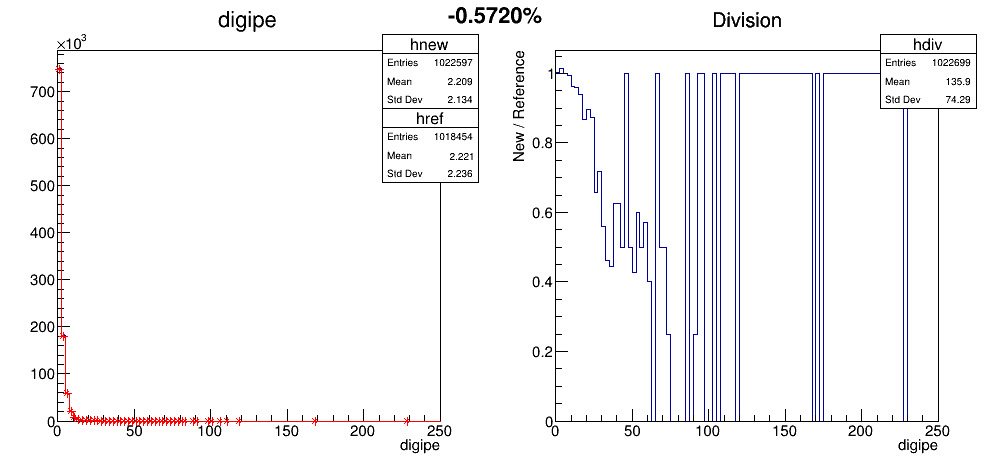 -0.5720%
digipe
×10³
hnew
Entries 1022597
Mean 2.209
Std Dev 2.134
href
Entries 1018454
Mean 2.221
Std Dev 2.236
700
600
500
400
300
200
100
0
0 50 100 150 200 250
digipe
Division
hdiv
Entries 1022699
Mean 135.9
Std Dev 74.29
New / Reference
1
0.8
0.6
0.4
0.2
0
0 50 100 150 200 250
digipe